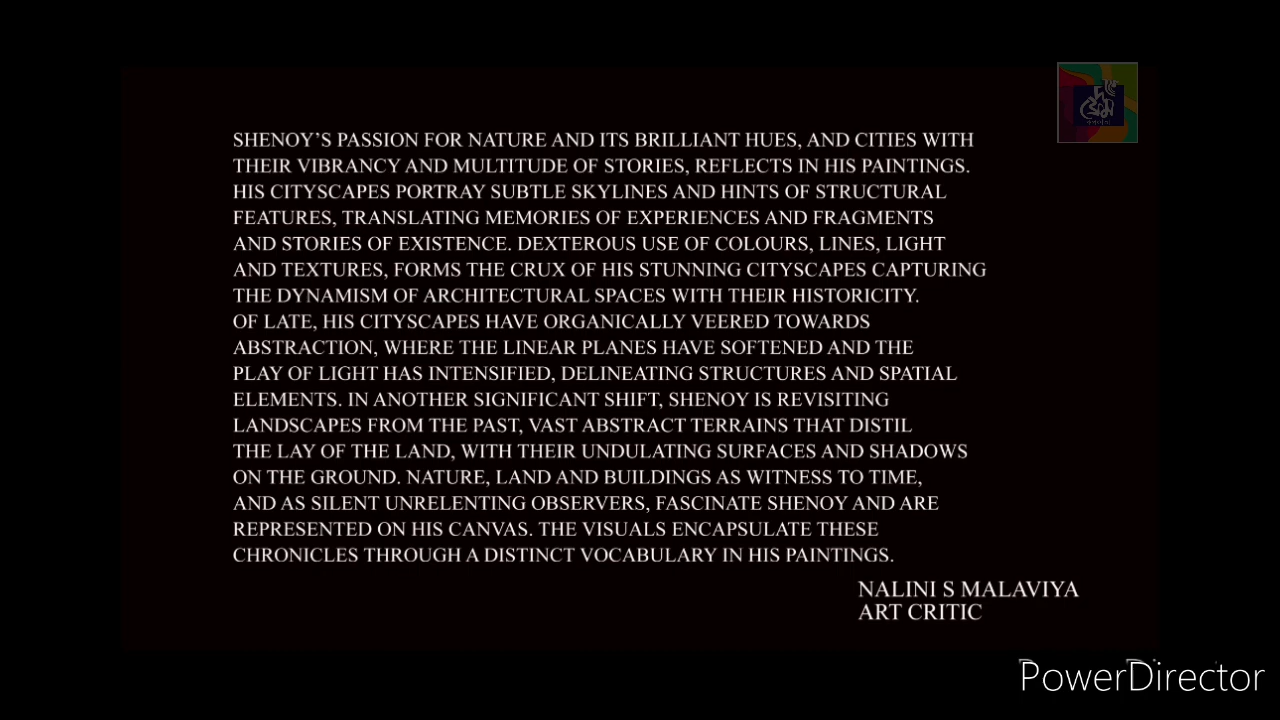 SHENOY'S PASSION FOR NATURE AND ITS BRILLIANT HUES, AND CITIES WITH
THEIR VIBRANCY AND MULTITUDE OF STORIES, REFLECTS IN HIS PAINTINGS.
HIS CITYSCAPES PORTRAY SUBTLE SKYLINES AND HINTS OF STRUCTURAL
FEATURES, TRANSLATING MEMORIES OF EXPERIENCES AND FRAGMENTS
AND STORIES OF EXISTENCE. DEXTEROUS USE OF COLOURS, LINES, LIGHT
AND TEXTURES, FORMS THE CRUX OF HIS STUNNING CITYSCAPES CAPTURING
THE DYNAMISM OF ARCHITECTURAL SPACES WITH THEIR HISTORICITY.
OF LATE, HIS CITYSCAPES HAVE ORGANICALLY VEERED TOWARDS
ABSTRACTION, WHERE THE LINEAR PLANES HAVE SOFTENED AND THE
PLAY OF LIGHT HAS INTENSIFIED, DELINEATING STRUCTURES AND SPATIAL
ELEMENTS. IN ANOTHER SIGNIFICANT SHIFT, SHENOY IS REVISITING
LANDSCAPES FROM THE PAST, VAST ABSTRACT TERRAINS THAT DISTIL
THE LAY OF THE LAND, WITH THEIR UNDULATING SURFACES AND SHADOWS
ON THE GROUND. NATURE, LAND AND BUILDINGS AS WITNESS TO TIME,
AND AS SILENT UNRELENTING OBSERVERS, FASCINATE SHENOY AND ARE
REPRESENTED ON HIS CANVAS. THE VISUALS ENCAPSULATE THESE
CHRONICLES THROUGH A DISTINCT VOCABULARY IN HIS PAINTINGS.
NALINI S MALAVIYA
ART CRITIC
PowerDirector